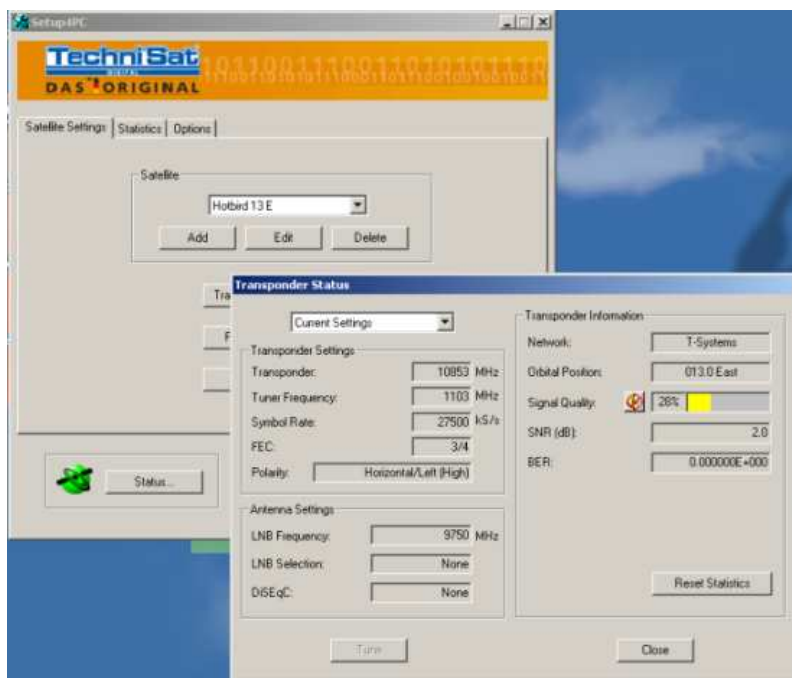 Setup4PC
TechniSat
DIGITAL
DAS ORIGINAL
Satellite Settings
Statistics
Options
Satellite
Hotbird 13 E
Add
Edit
Delete
Tra
F
Status...
Transponder Status
Current Settings
Transponder Settings
Transponder: 10853 MHz
Tuner Frequency: 1103 MHz
Symbol Rate: 27500 kS/s
FEC: 3/4
Polarity: Horizontal/Left (High)
Antenna Settings
LNB Frequency: 9750 MHz
LNB Selection: None
DiSEqC: None
Transponder Information
Network: T-Systems
Orbital Position: 013.0 East
Signal Quality: 28%
SNR (dB): 2.0
BER: 0.000000E+000
Reset Statistics
Tune
Close